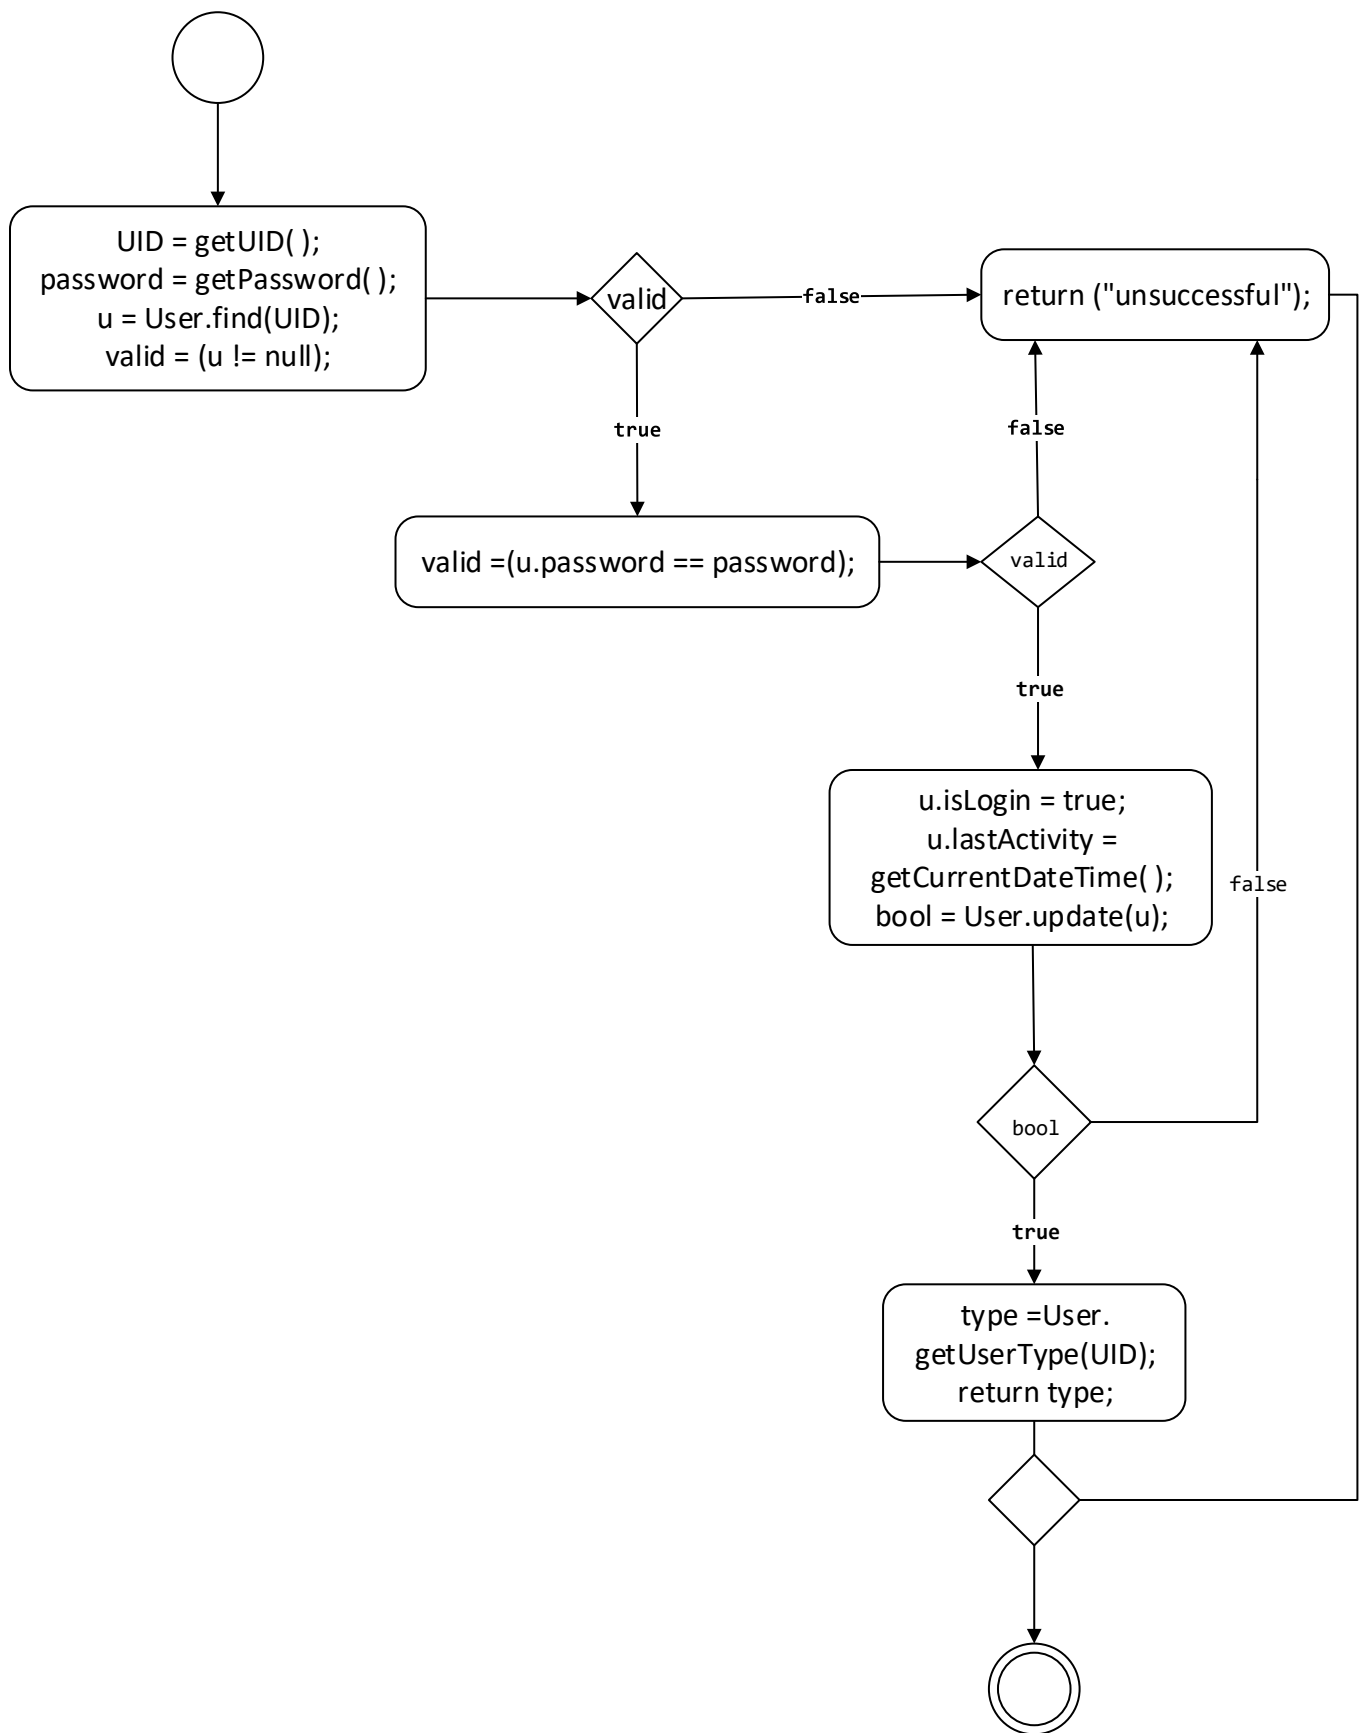 UID = getUID( );
password = getPassword( );
u = User.find(UID);
valid = (u != null);
valid
false
return ("unsuccessful");
true
false
valid =(u.password == password);
valid
true
u.isLogin = true;
u.lastActivity =
getCurrentDateTime( );
bool = User.update(u);
false
bool
true
type =User.
getUserType(UID);
return type;